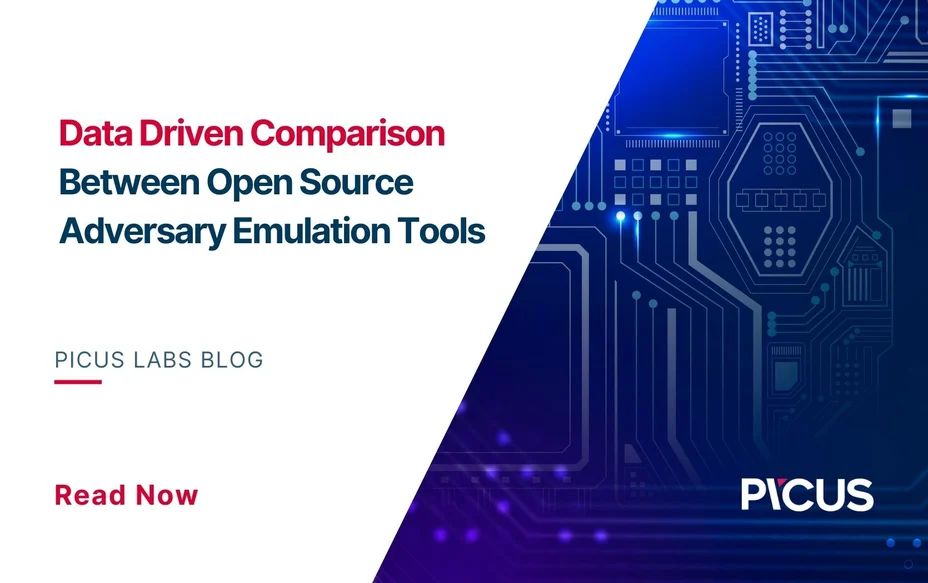 Data Driven Comparison
Between Open Source
Adversary Emulation Tools
PICUS LABS BLOG
Read Now
PICUS